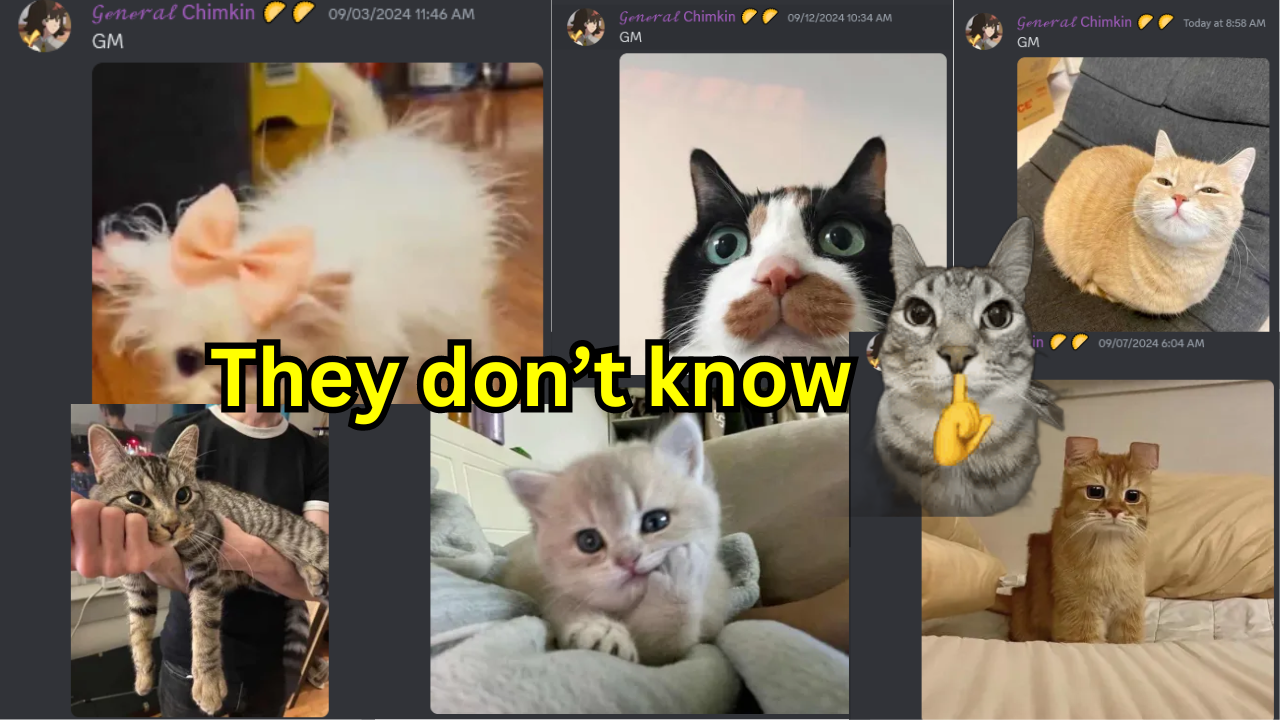 General Chimkin 09/03/2024 11:46 AM
GM
General Chimkin 09/12/2024 10:34 AM
GM
General Chimkin Today at 8:58 AM
GM
in 09/07/2024 6:04 AM
They don't know